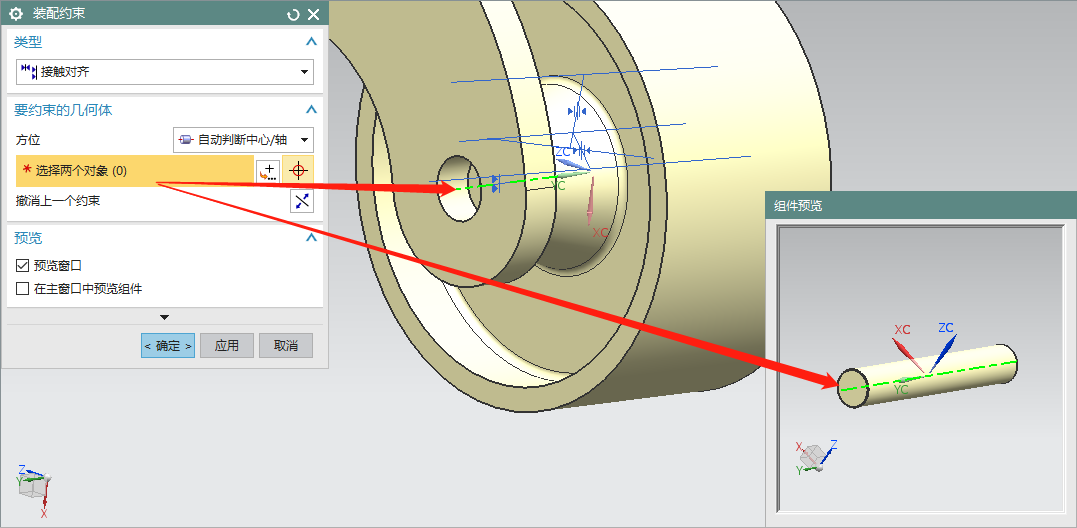 装配约束
类型
接触对齐
要约束的几何体
方位
自动判断中心/轴
* 选择两个对象 (0)
撤消上一个约束
预览
预览窗口
在主窗口中预览组件
< 确定 >
应用
取消
ZC
YC
XC
组件预览
XC
ZC
YC
X
Z
Y
Z
Y
X